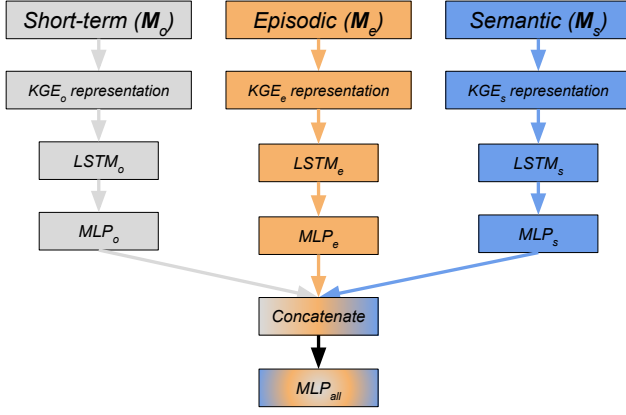 Short-term (Mₒ)
Episodic (Mₑ)
Semantic (Mₛ)
KGEₒ representation
KGEₑ representation
KGEₛ representation
LSTMₒ
LSTMₑ
LSTMₛ
MLPₒ
MLPₑ
MLPₛ
Concatenate
MLPₐₗₗ